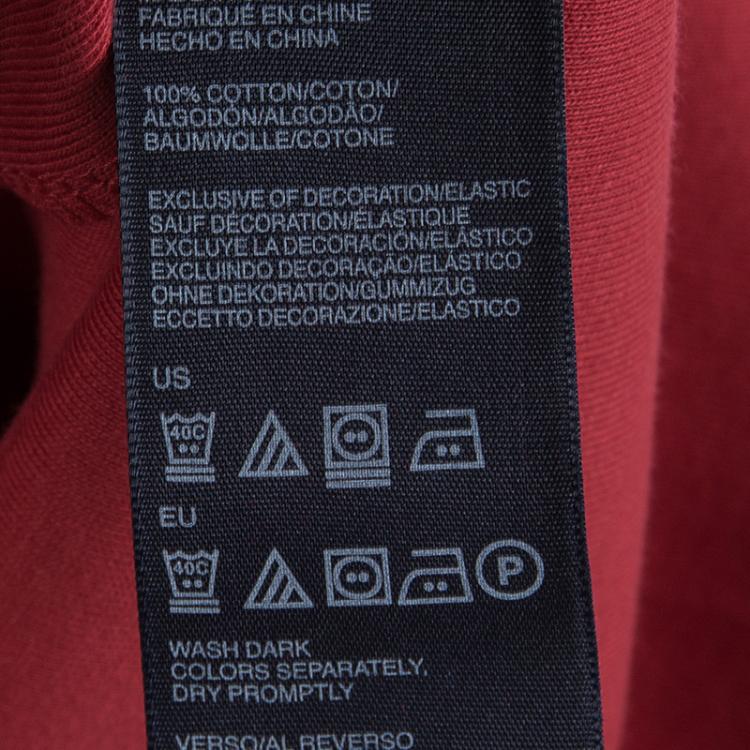 FABRIQUÉ EN CHINE
HECHO EN CHINA
100% COTTON/COTON/
ALGODÓN/ALGODÃO/
BAUMWOLLE/COTONE
EXCLUSIVE OF DECORATION/ELASTIC
SAUF DÉCORATION/ÉLASTIQUE
EXCLUYE LA DECORACIÓN/ELÁSTICO
EXCLUINDO DECORAÇÃO/ELÁSTICO
OHNE DEKORATION/GUMMIZUG
ECCETTO DECORAZIONE/ELASTICO
US
40C
EU
40C P
WASH DARK
COLORS SEPARATELY,
DRY PROMPTLY
VERSO/AL REVERSO